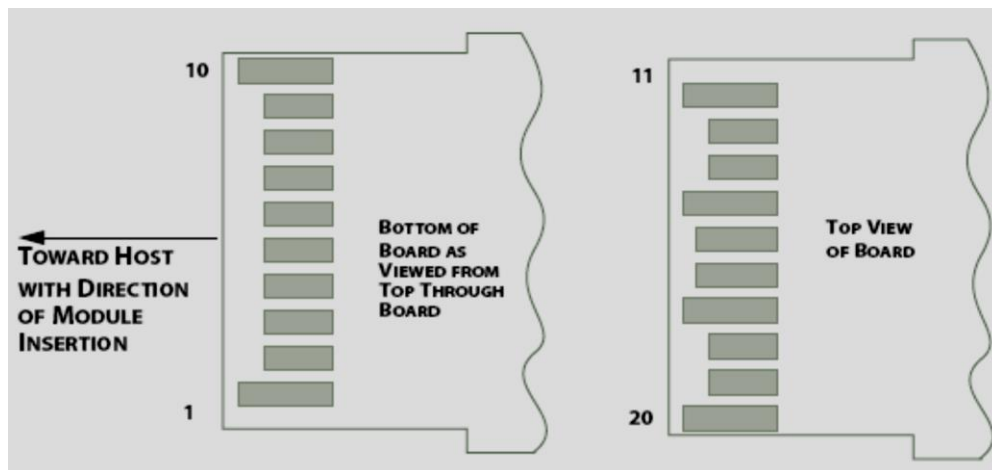 10
1
TOWARD HOST
WITH DIRECTION
OF MODULE
INSERTION
BOTTOM OF
BOARD AS
VIEWED FROM
TOP THROUGH
BOARD
11
20
TOP VIEW
OF BOARD